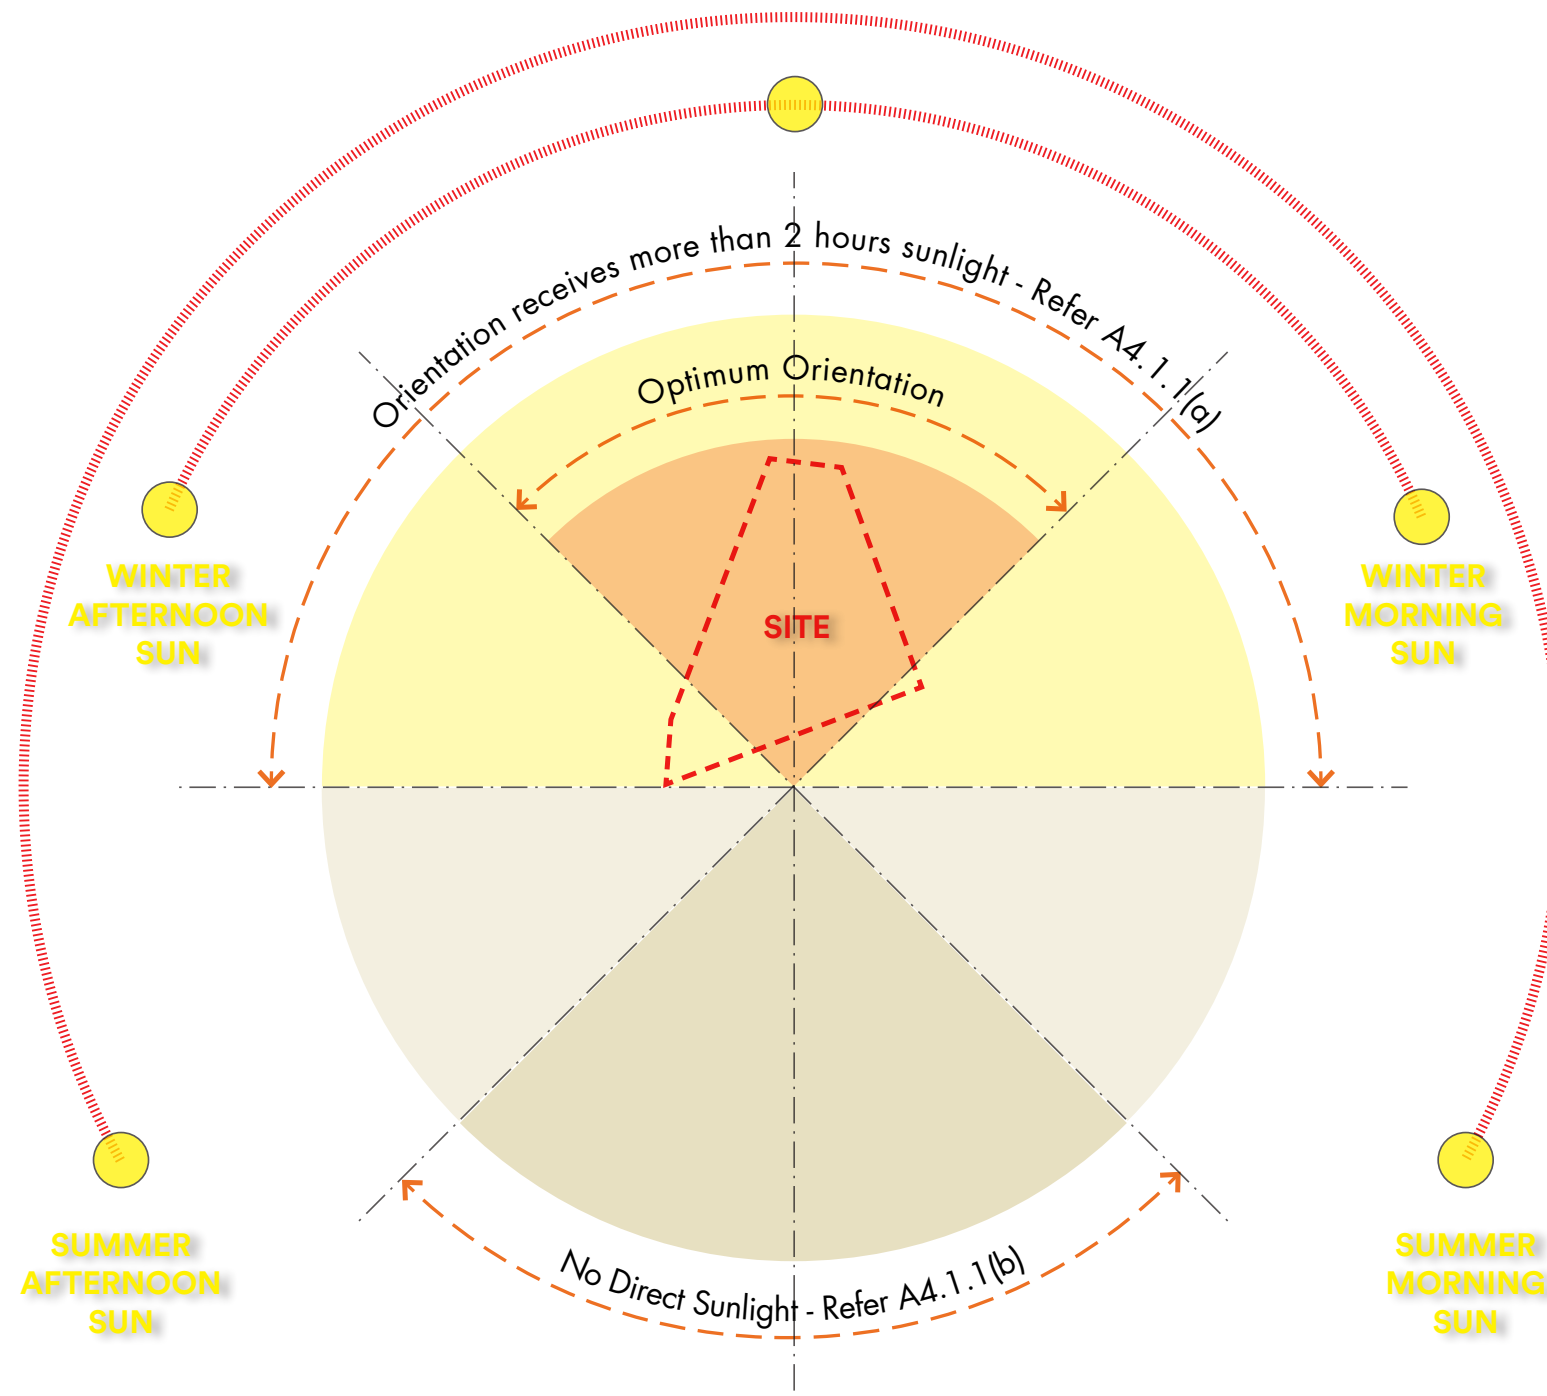 Orientation receives more than 2 hours sunlight - Refer A4.1.1(a)
Optimum Orientation
WINTER
AFTERNOON
SUN
WINTER
MORNING
SUN
SITE
SUMMER
AFTERNOON
SUN
No Direct Sunlight - Refer A4.1.1(b)
SUMMER
MORNING
SUN